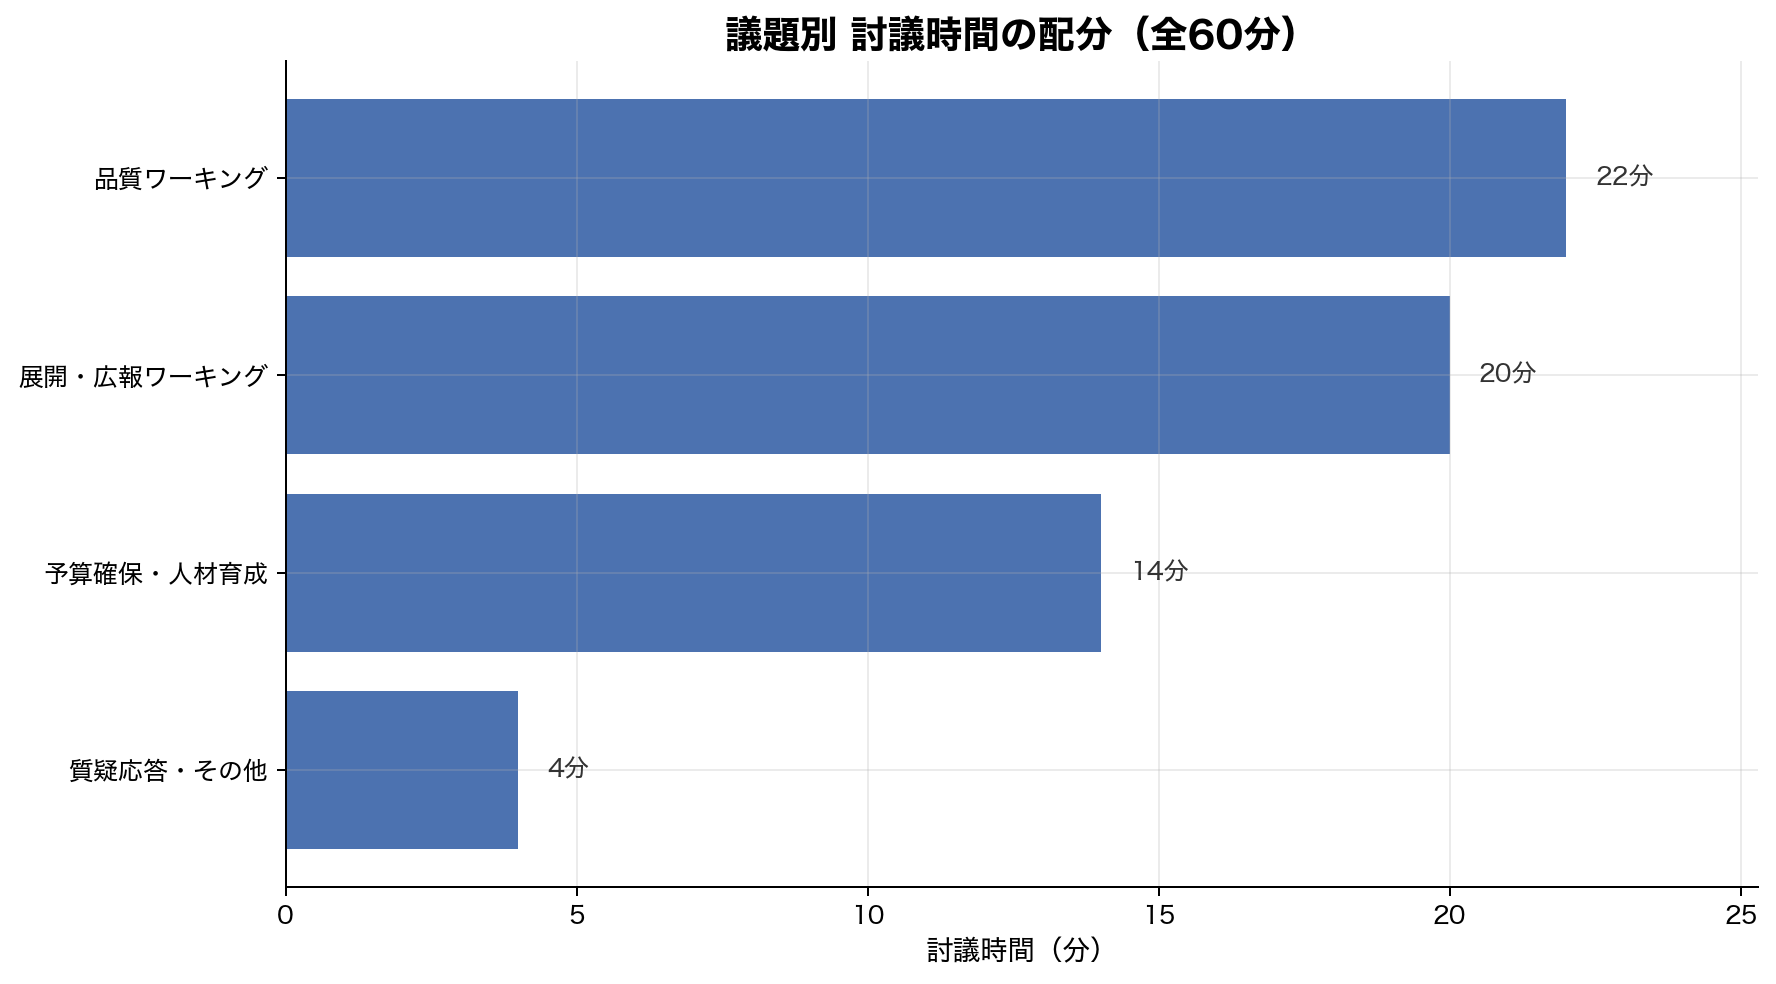 議題別 討議時間の配分（全60分）
品質ワーキング
22分
展開・広報ワーキング
20分
予算確保・人材育成
14分
質疑応答・その他
4分
0 5 10 15 20 25
討議時間（分）